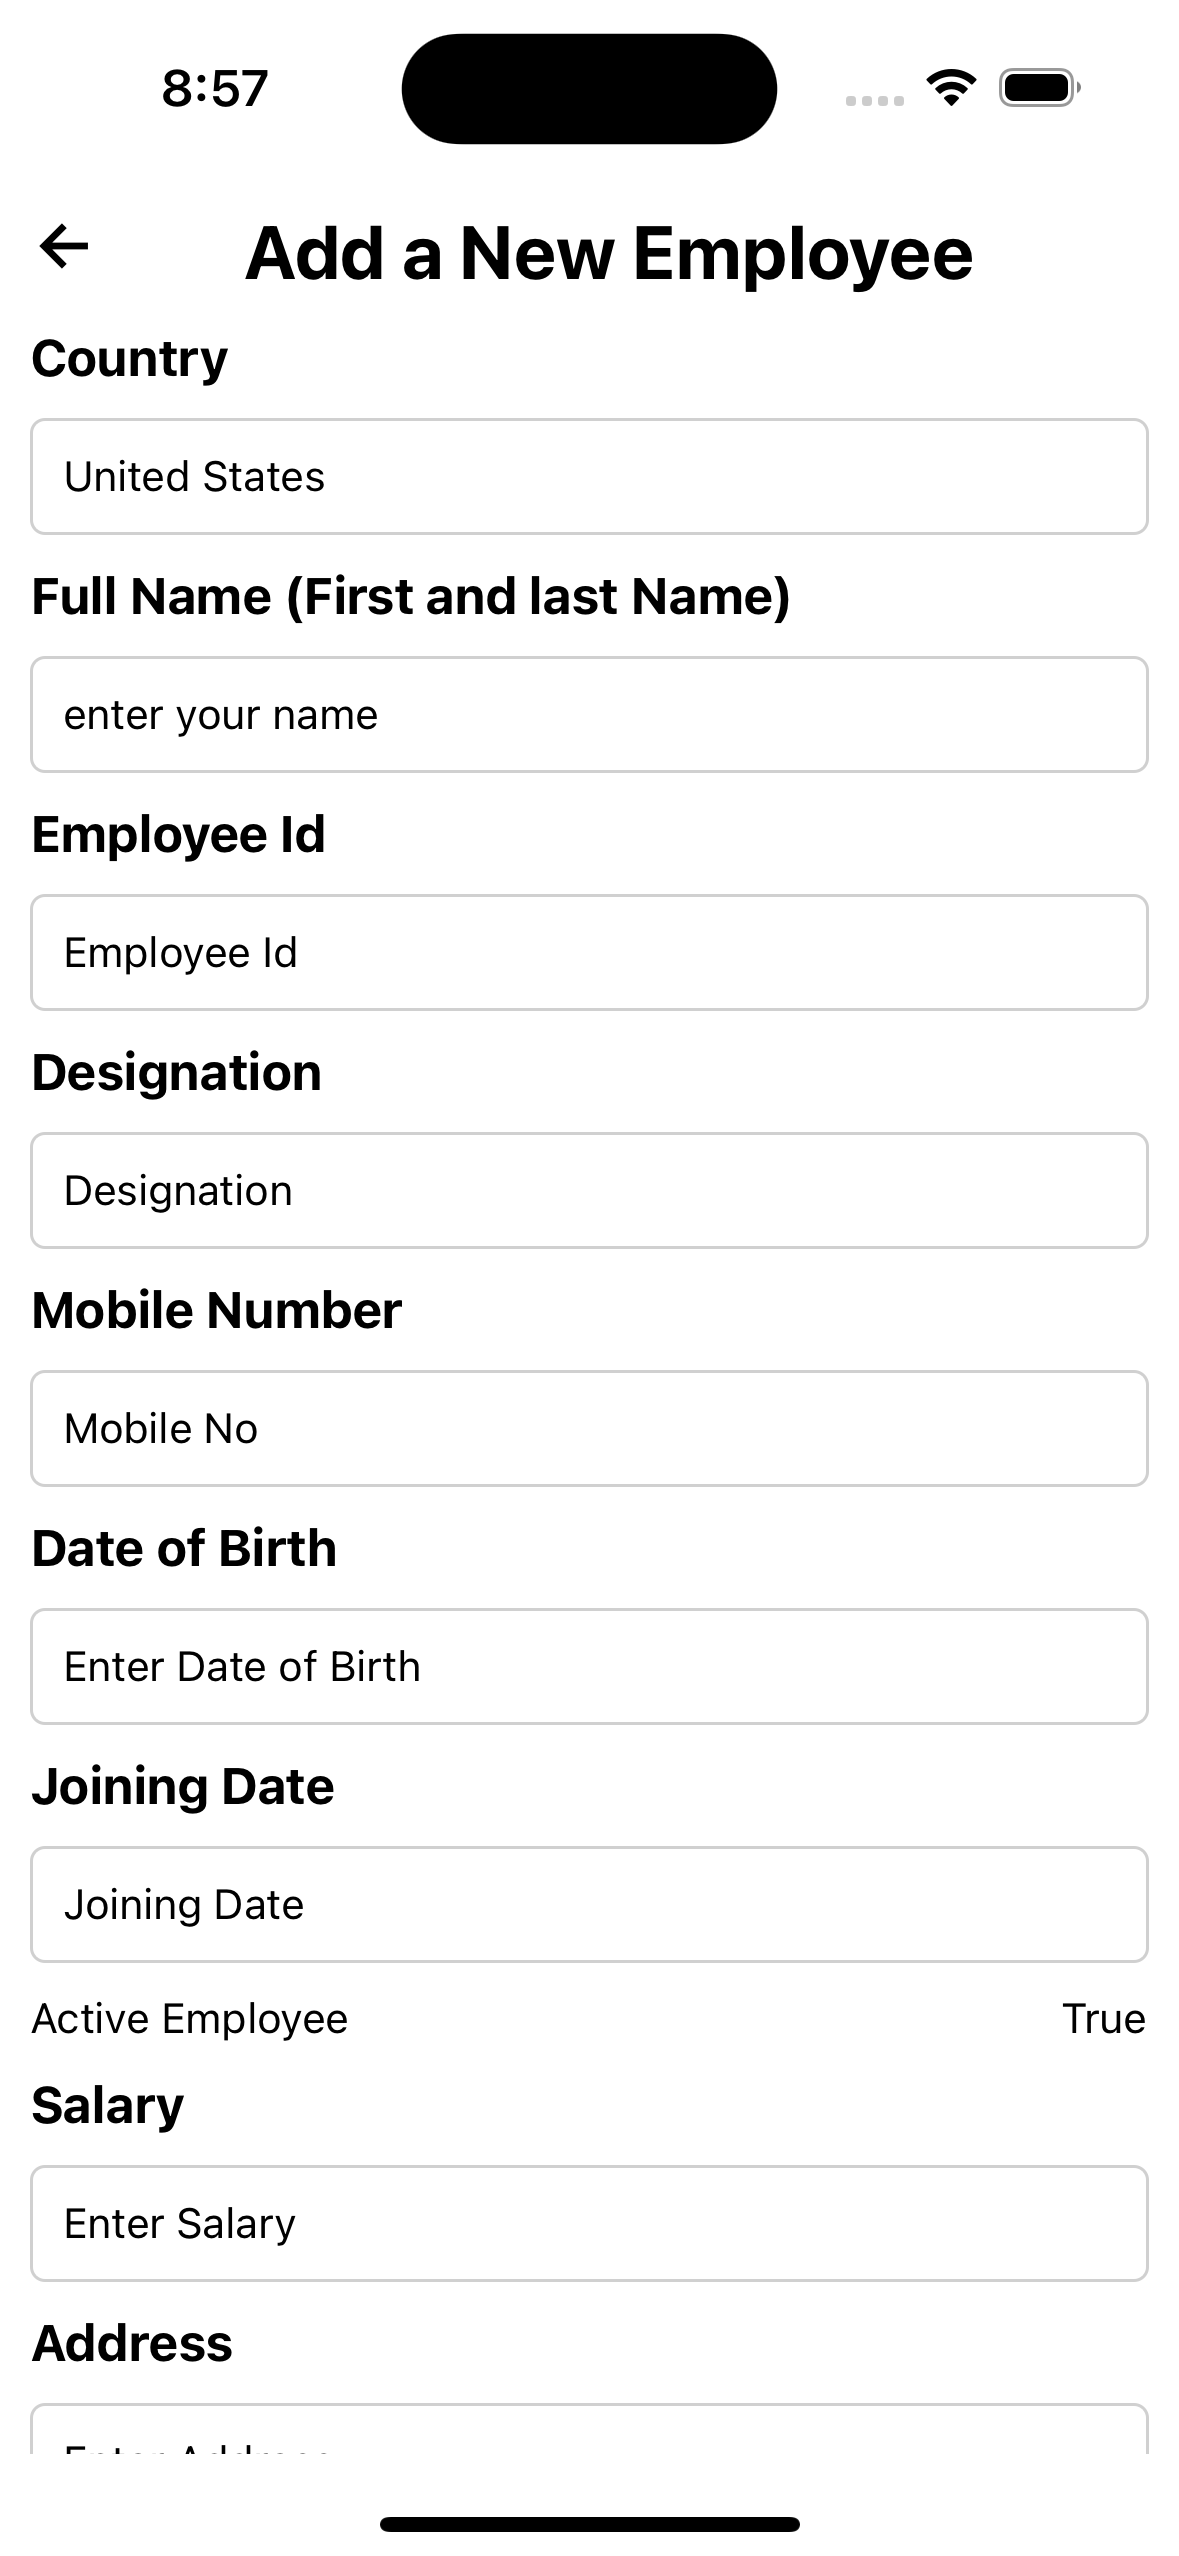 8:57
Add a New Employee
Country
United States
Full Name (First and last Name)
enter your name
Employee Id
Employee Id
Designation
Designation
Mobile Number
Mobile No
Date of Birth
Enter Date of Birth
Joining Date
Joining Date
Active Employee True
Salary
Enter Salary
Address
Enter Address